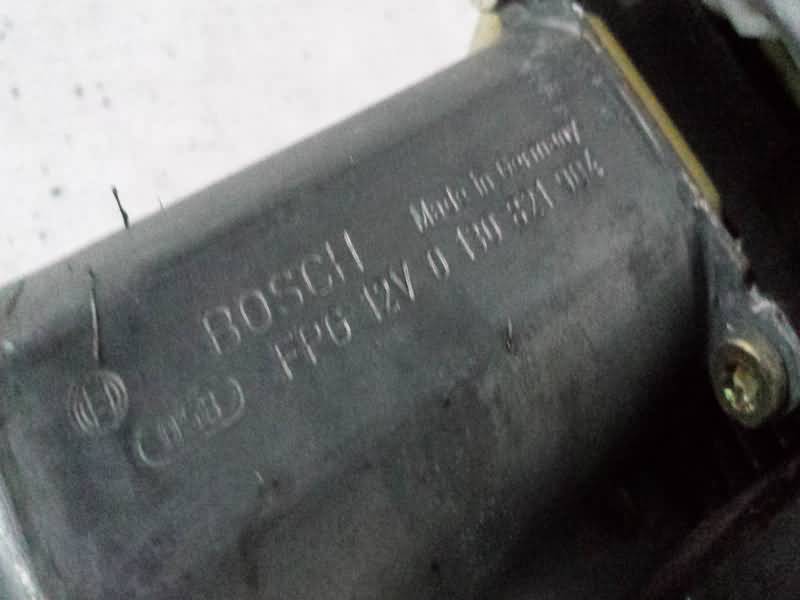 BOSCH Made in Germany
FPG 12V 0 130 821 904